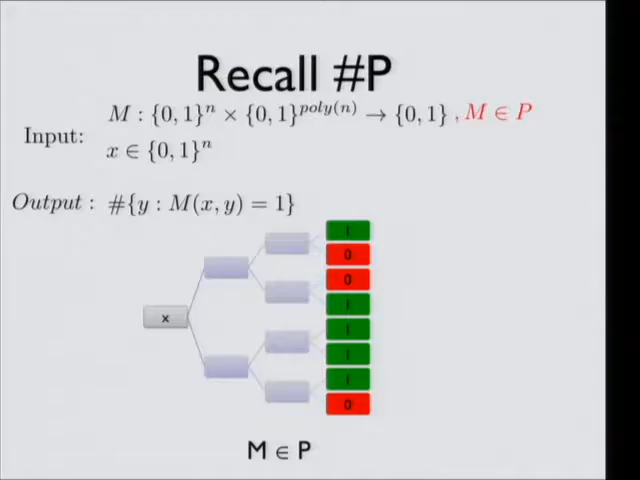 Recall #P
M : {0, 1}^n × {0, 1}^{poly(n)} → {0, 1} , M ∈ P
Input:
x ∈ {0, 1}^n
Output : #{y : M(x, y) = 1}
1
0
0
1
x
1
1
1
0
M ∈ P